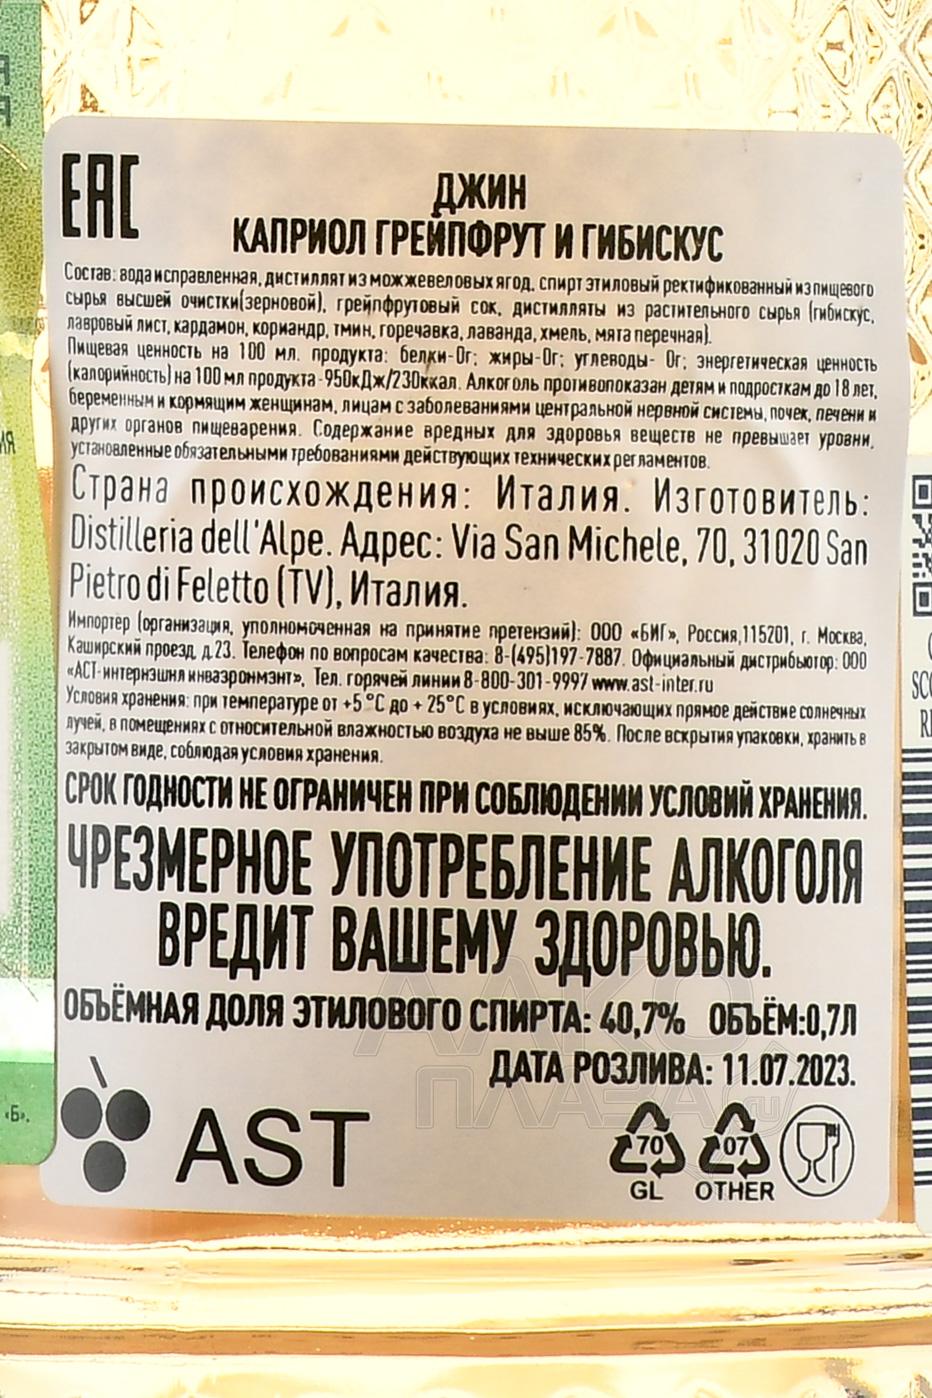 EAC
ДЖИН
КАПРИОЛ ГРЕЙПФРУТ И ГИБИСКУС
Состав: вода исправленная, дистиллят из можжевеловых ягод, спирт этиловый ректификованный из пищевого
сырья высшей очистки(зерновой), грейпфрутовый сок, дистилляты из растительного сырья (гибискус,
лавровый лист, кардамон, кориандр, тмин, горечавка, лаванда, хмель, мята перечная).
Пищевая ценность на 100 мл. продукта: белки-0г; жиры-0г; углеводы- 0г; энергетическая ценность
(калорийность) на 100 мл продукта -950кДж/230ккал. Алкоголь противопоказан детям и подросткам до 18 лет,
беременным и кормящим женщинам, лицам с заболеваниями центральной нервной системы, почек, печени и
других органов пищеварения. Содержание вредных для здоровья веществ не превышает уровни,
установленные обязательными требованиями действующих технических регламентов.
Страна происхождения: Италия. Изготовитель:
Distilleria dell'Alpe. Адрес: Via San Michele, 70, 31020 San
Pietro di Feletto (TV), Италия.
Импортер (организация, уполномоченная на принятие претензий): ООО «БИГ», Россия,115201, г. Москва,
Каширский проезд, д.23. Телефон по вопросам качества: 8-(495)197-7887. Официальный дистрибьютор: ООО
«АСТ-интернэшнл инваэронмэнт», Тел. горячей линии 8-800-301-9997 www.ast-inter.ru
Условия хранения: при температуре от +5 °С до + 25°С в условиях, исключающих прямое действие солнечных
лучей, в помещениях с относительной влажностью воздуха не выше 85%. После вскрытия упаковки, хранить в
закрытом виде, соблюдая условия хранения.
СРОК ГОДНОСТИ НЕ ОГРАНИЧЕН ПРИ СОБЛЮДЕНИИ УСЛОВИЙ ХРАНЕНИЯ.
ЧРЕЗМЕРНОЕ УПОТРЕБЛЕНИЕ АЛКОГОЛЯ
ВРЕДИТ ВАШЕМУ ЗДОРОВЬЮ.
ОБЪЁМНАЯ ДОЛЯ ЭТИЛОВОГО СПИРТА: 40,7% ОБЪЁМ:0,7Л
ДАТА РОЗЛИВА: 11.07.2023.
AST
70 07
GL OTHER
«Б».
АЛКО
ПЛАЗА.ru